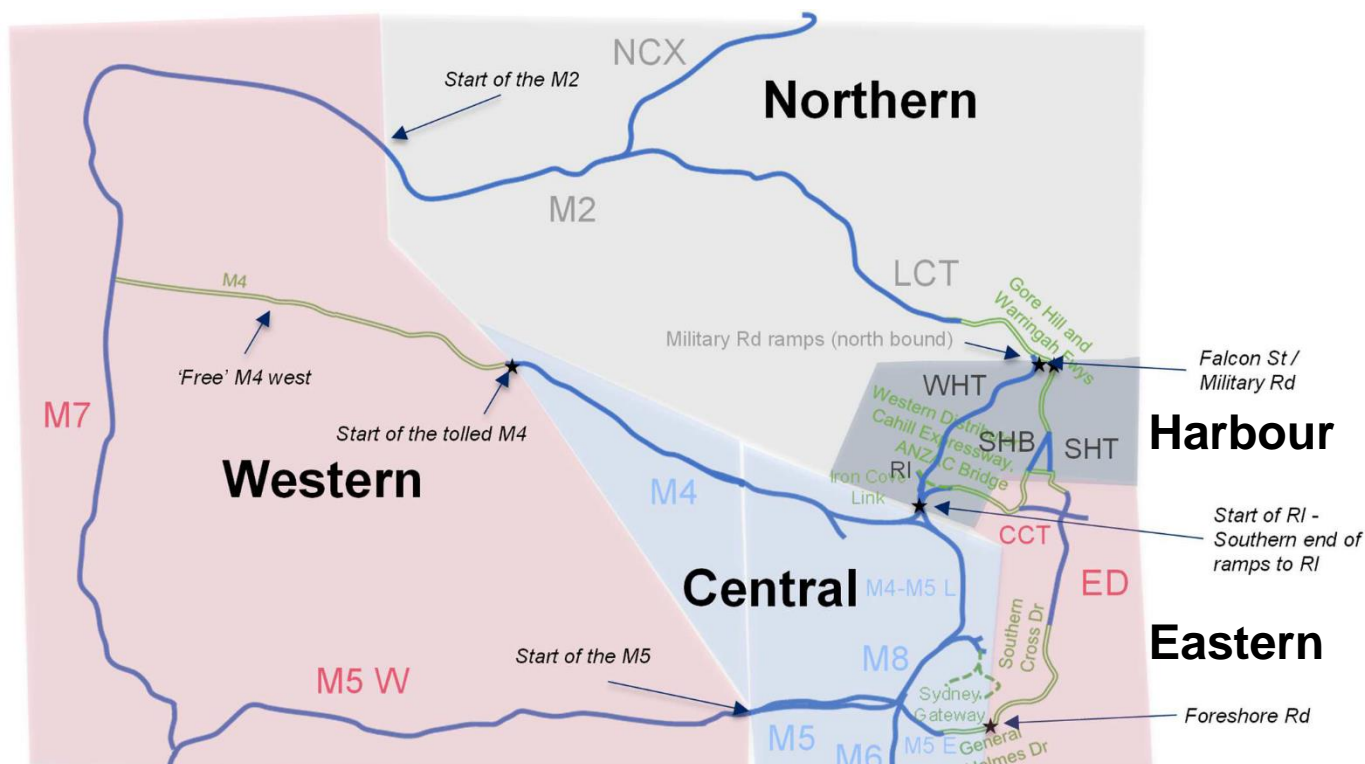 NCX
Start of the M2
Northern
M2
LCT
M4
Gore Hill and
Warringah Fwys
Military Rd ramps (north bound)
Falcon St /
Military Rd
'Free' M4 west
WHT
M7
Start of the tolled M4
Western Distributor,
Cahill Expressway,
ANZAC Bridge
SHB
SHT
Harbour
Western
RI
Iron Cove
Link
M4
Start of RI -
Southern end of
ramps to RI
CCT
Central
M4-M5 L
ED
Southern
Cross Dr
Eastern
Start of the M5
M8
M5 W
Sydney
Gateway
Foreshore Rd
M5
M6
M5 E
General
Holmes Dr